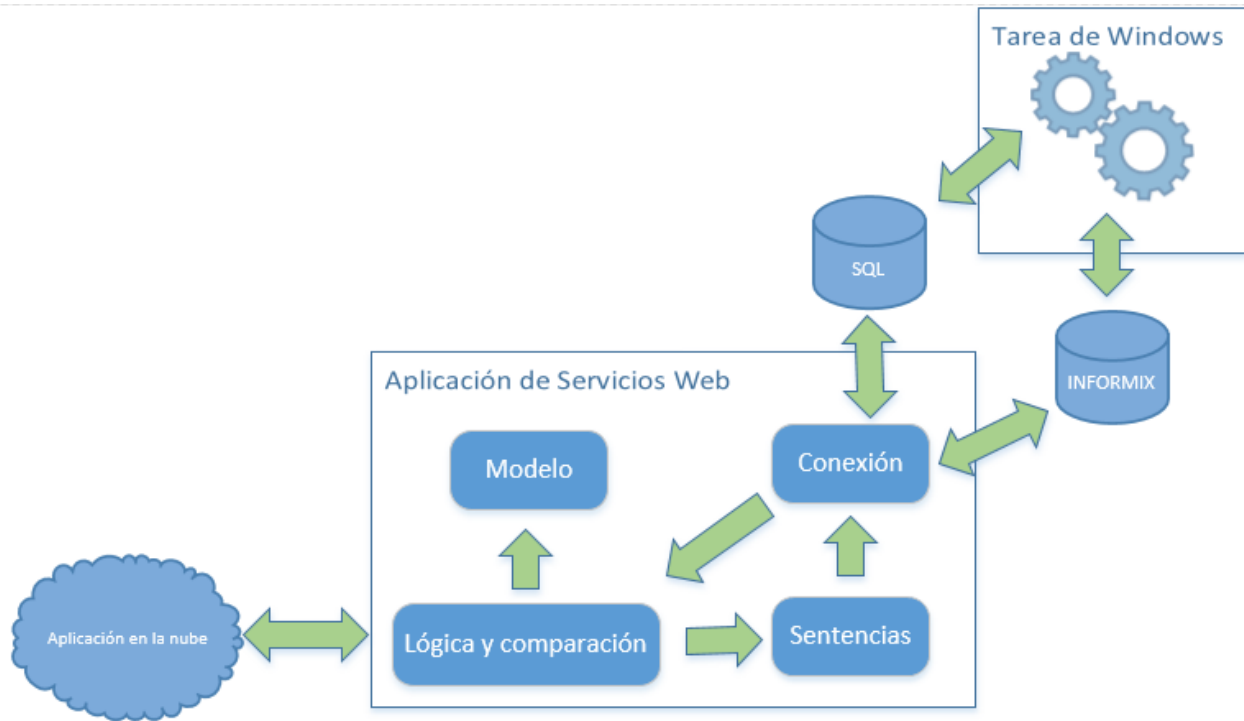 Tarea de Windows
SQL
INFORMIX
Aplicación de Servicios Web
Modelo
Conexión
Aplicación en la nube
Lógica y comparación
Sentencias